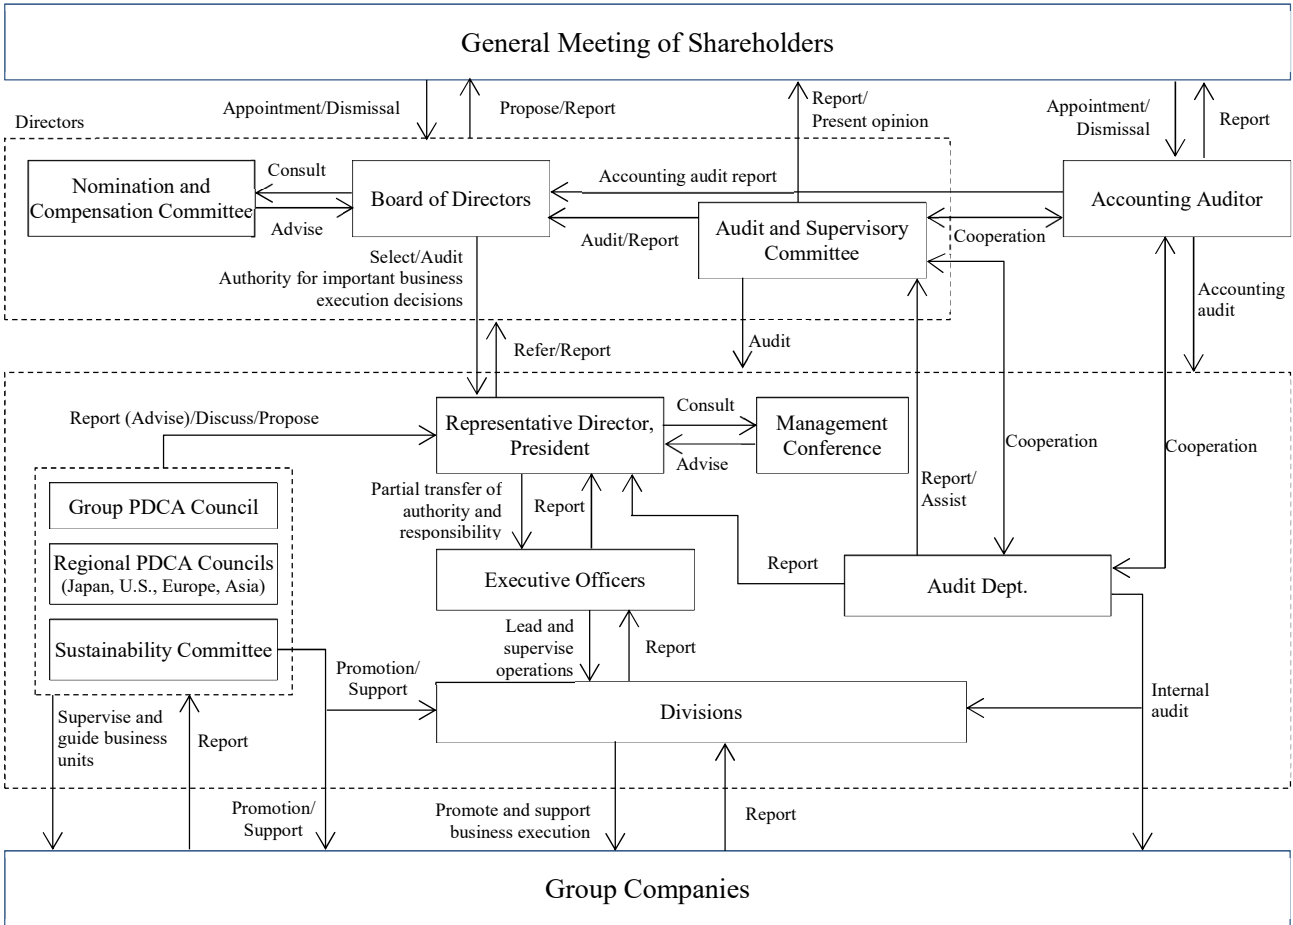 General Meeting of Shareholders
Appointment/Dismissal
Propose/Report
Report/
Present opinion
Appointment/
Dismissal
Report
Directors
Nomination and
Compensation Committee
Consult
Advise
Board of Directors
Accounting audit report
Audit/Report
Audit and Supervisory
Committee
Cooperation
Accounting Auditor
Select/Audit
Authority for important business
execution decisions
Accounting
audit
Refer/Report
Audit
Report (Advise)/Discuss/Propose
Representative Director,
President
Consult
Advise
Management
Conference
Cooperation
Cooperation
Report/
Assist
Group PDCA Council
Regional PDCA Councils
(Japan, U.S., Europe, Asia)
Sustainability Committee
Partial transfer of
authority and
responsibility
Report
Executive Officers
Report
Audit Dept.
Lead and
supervise
operations
Report
Promotion/
Support
Divisions
Internal
audit
Supervise and
guide business
units
Report
Promotion/
Support
Promote and support
business execution
Report
Group Companies